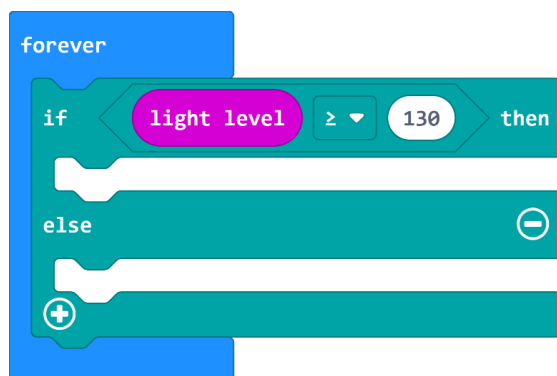 forever
if light level ≥ 130 then
else